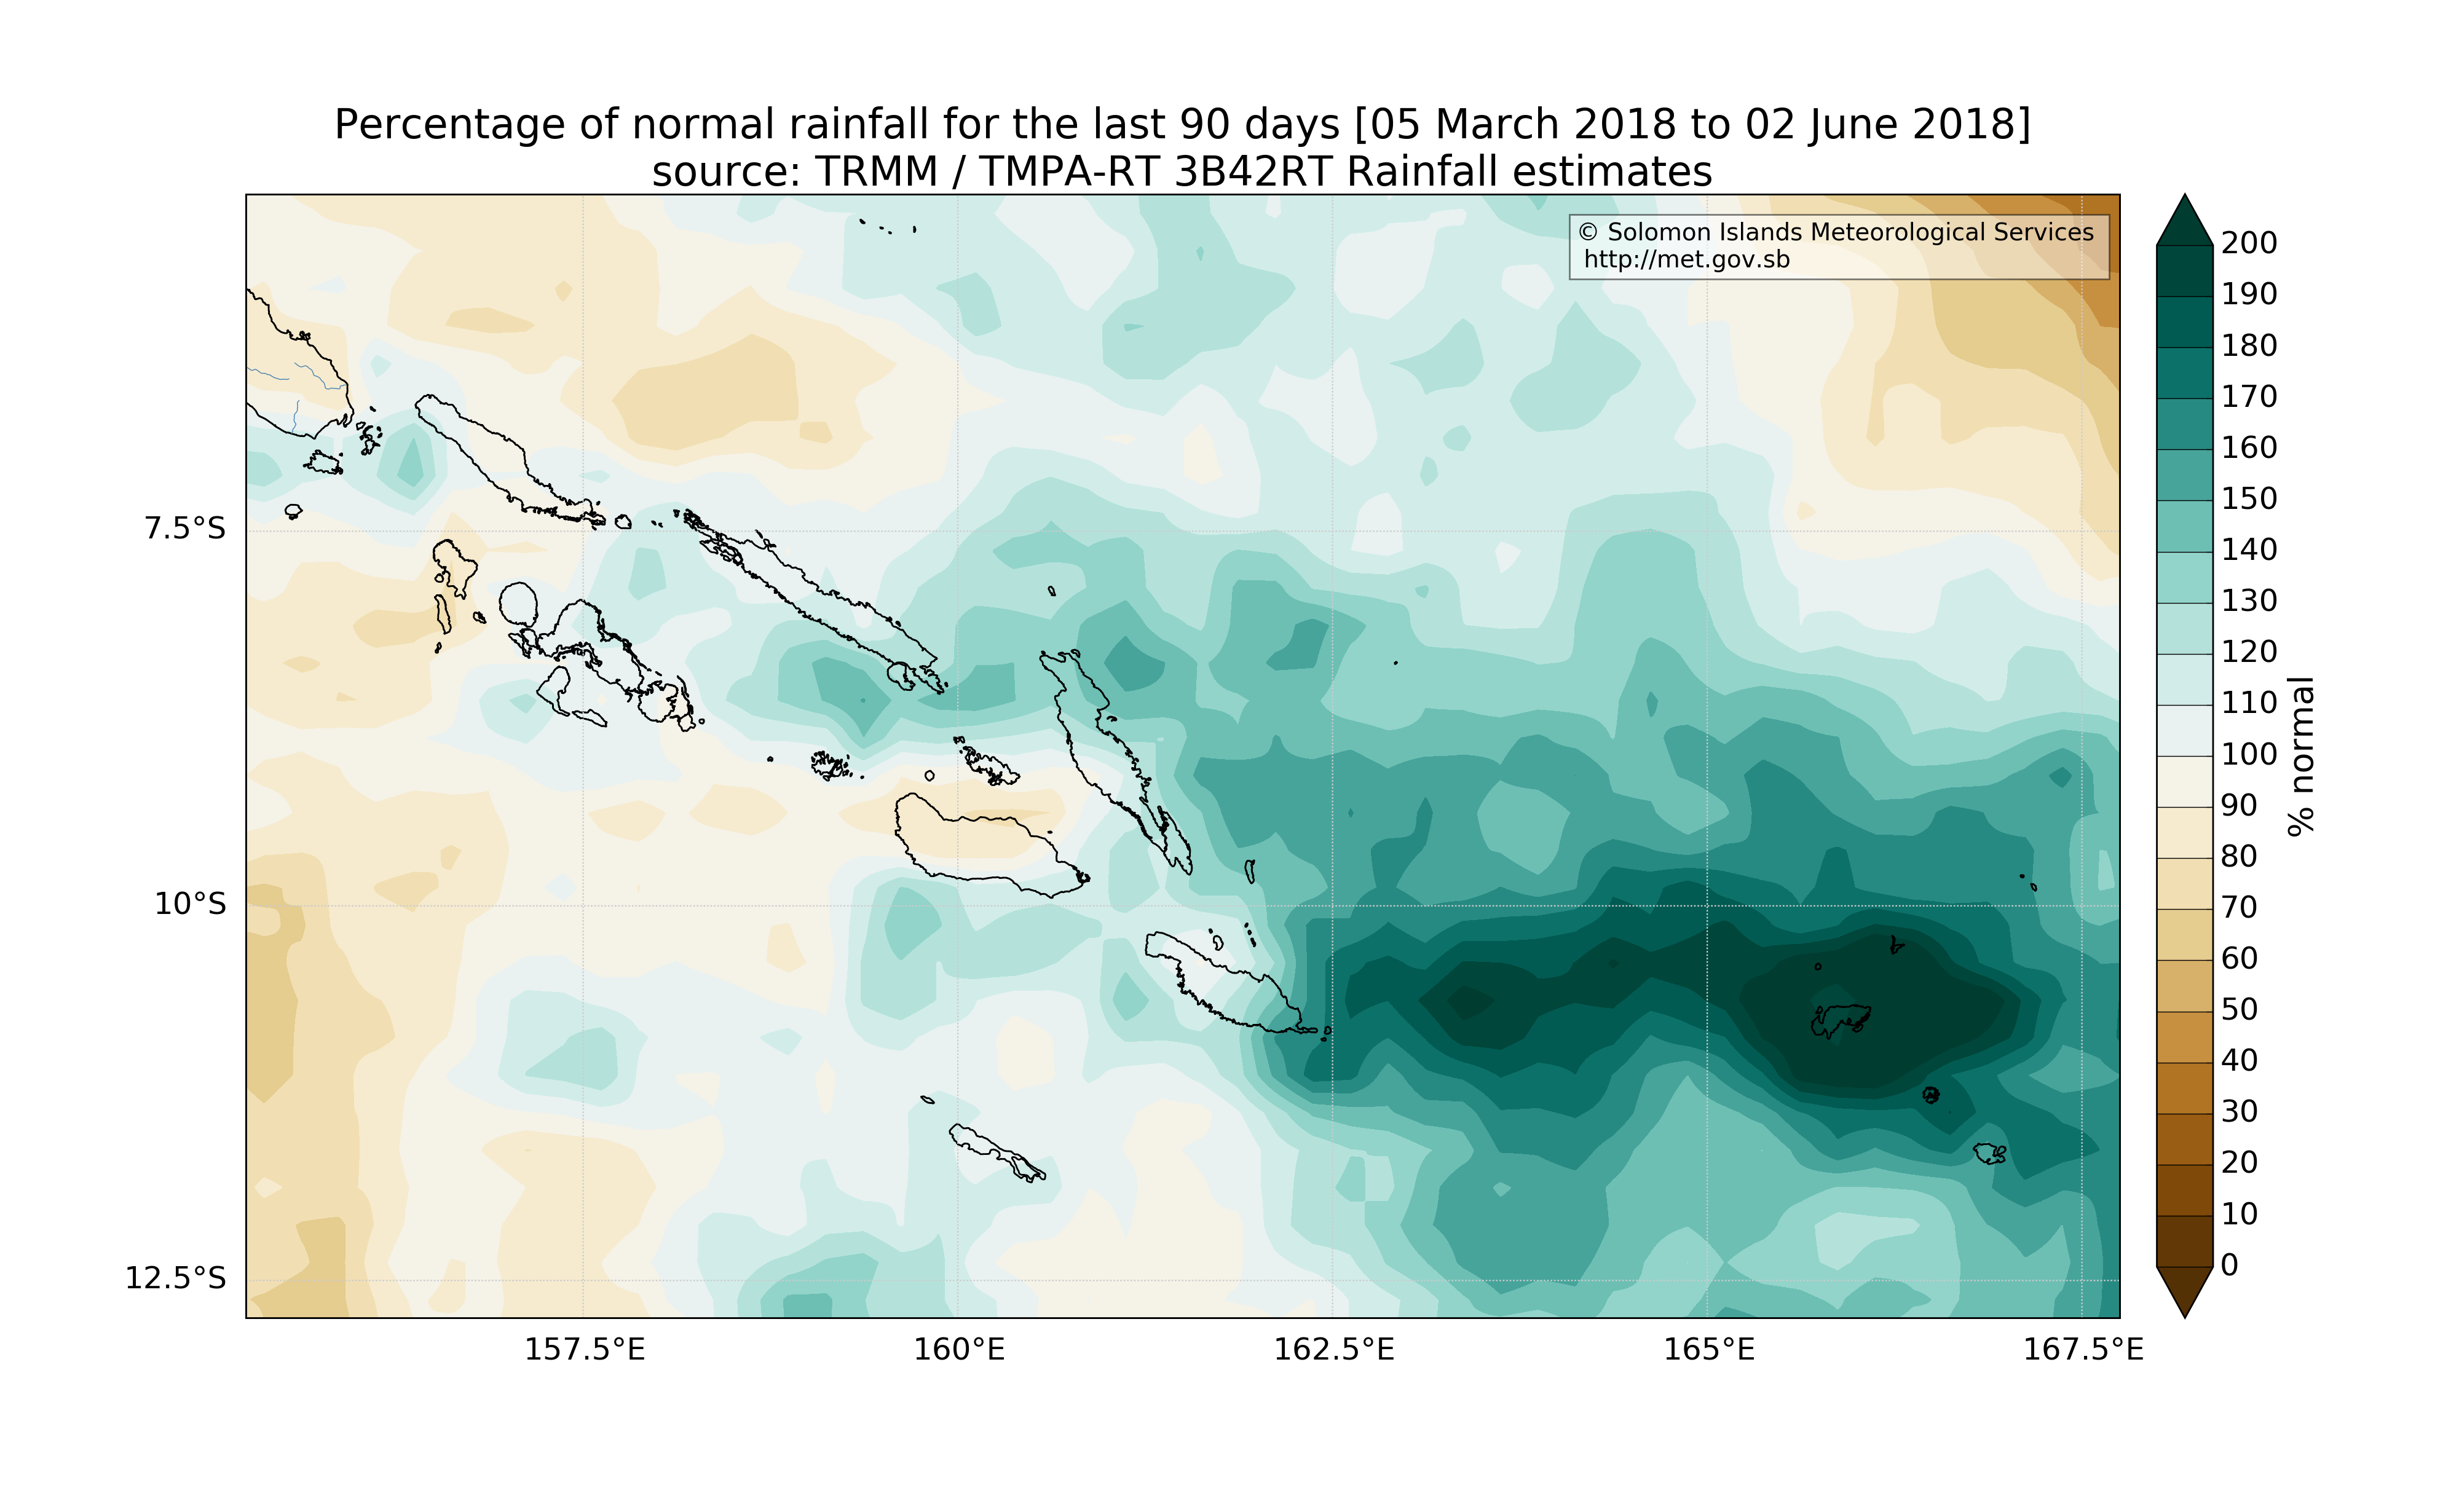 Percentage of normal rainfall for the last 90 days [05 March 2018 to 02 June 2018]
source: TRMM / TMPA-RT 3B42RT Rainfall estimates
© Solomon Islands Meteorological Services
http://met.gov.sb
7.5°S
10°S
12.5°S
157.5°E
160°E
162.5°E
165°E
167.5°E
200
190
180
170
160
150
140
130
120
110
100
90
80
70
60
50
40
30
20
10
0
% normal